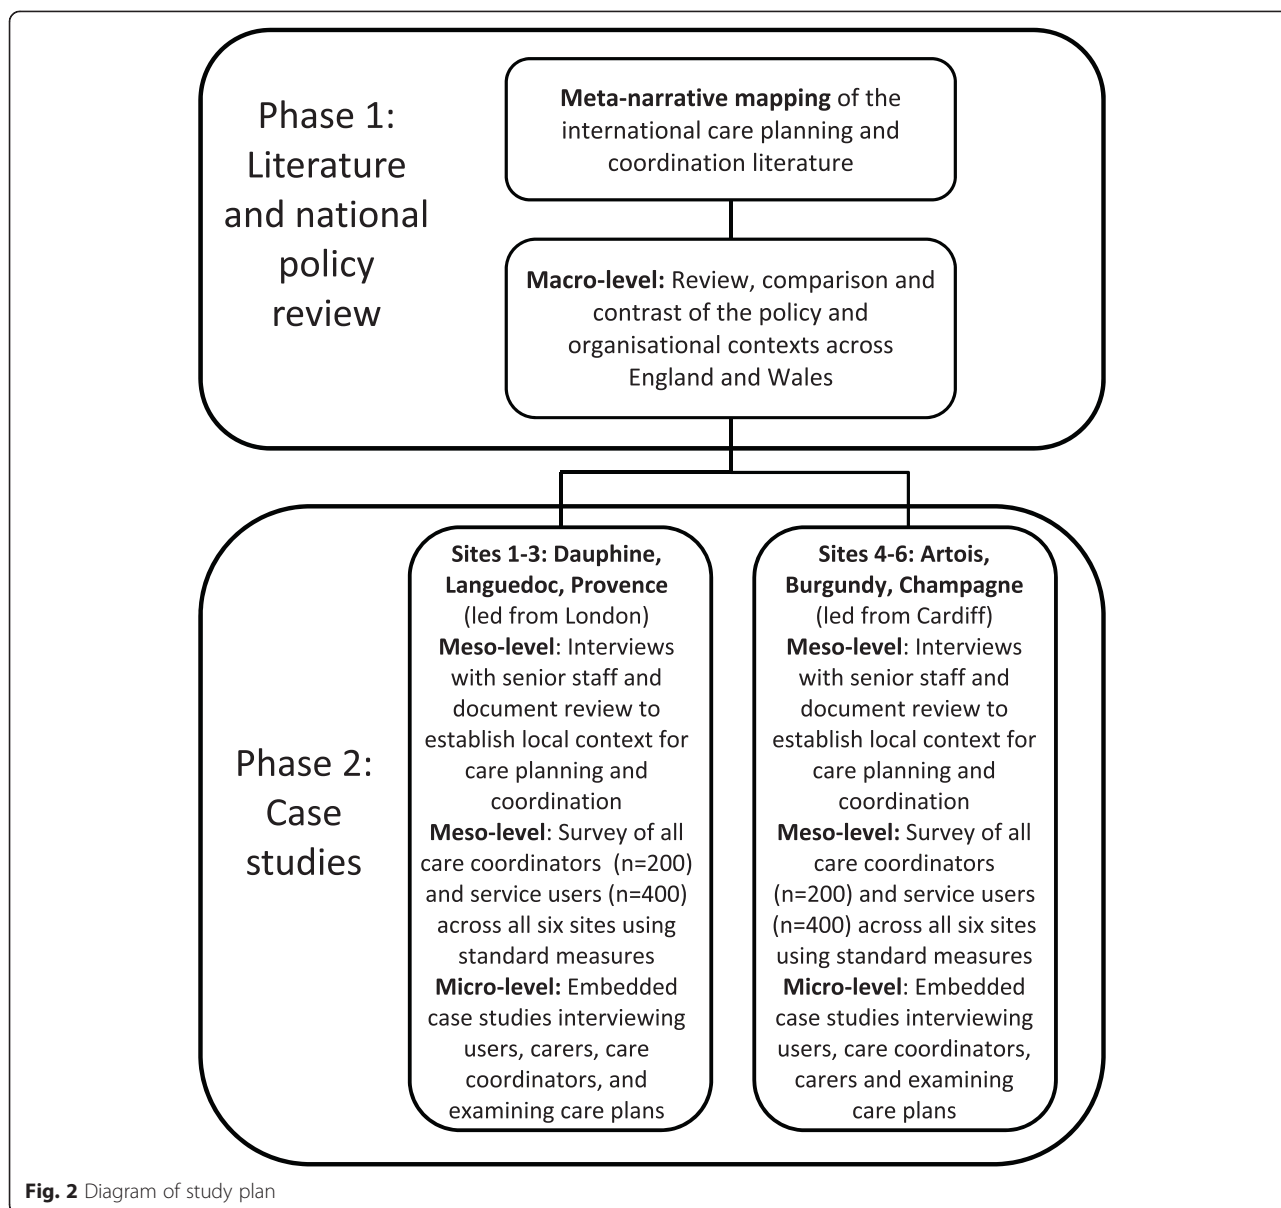 Phase 1:
Literature
and national
policy
review
Meta-narrative mapping of the
international care planning and
coordination literature
Macro-level: Review, comparison and
contrast of the policy and
organisational contexts across
England and Wales
Phase 2:
Case
studies
Sites 1-3: Dauphine,
Languedoc, Provence
(led from London)
Meso-level: Interviews
with senior staff and
document review to
establish local context for
care planning and
coordination
Meso-level: Survey of all
care coordinators (n=200)
and service users (n=400)
across all six sites using
standard measures
Micro-level: Embedded
case studies interviewing
users, carers, care
coordinators, and
examining care plans
Sites 4-6: Artois,
Burgundy, Champagne
(led from Cardiff)
Meso-level: Interviews
with senior staff and
document review to
establish local context for
care planning and
coordination
Meso-level: Survey of all
care coordinators
(n=200) and service users
(n=400) across all six sites
using standard measures
Micro-level: Embedded
case studies interviewing
users, care coordinators,
carers and examining
care plans
Fig. 2 Diagram of study plan